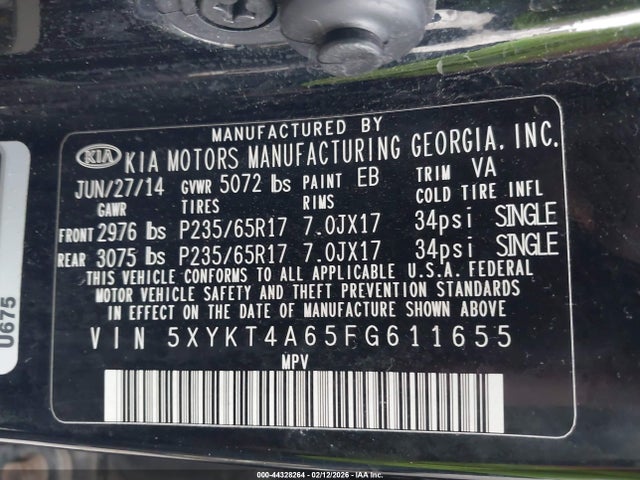 MANUFACTURED BY
KIA KIA MOTORS MANUFACTURING GEORGIA, INC.
JUN/27/14 GVWR 5072 lbs PAINT EB TRIM VA
GAWR TIRES RIMS COLD TIRE INFL
FRONT 2976 lbs P235/65R17 7.0JX17 34psi SINGLE
REAR 3075 lbs P235/65R17 7.0JX17 34psi SINGLE
THIS VEHICLE CONFORMS TO ALL APPLICABLE U.S.A. FEDERAL
MOTOR VEHICLE SAFETY AND THEFT PREVENTION STANDARDS
IN EFFECT ON THE DATE OF MANUFACTURE SHOWN ABOVE
VIN 5XYKT4A65FG611655
MPV
U675
000-44328264 - 02/12/2026 - IAA Inc.